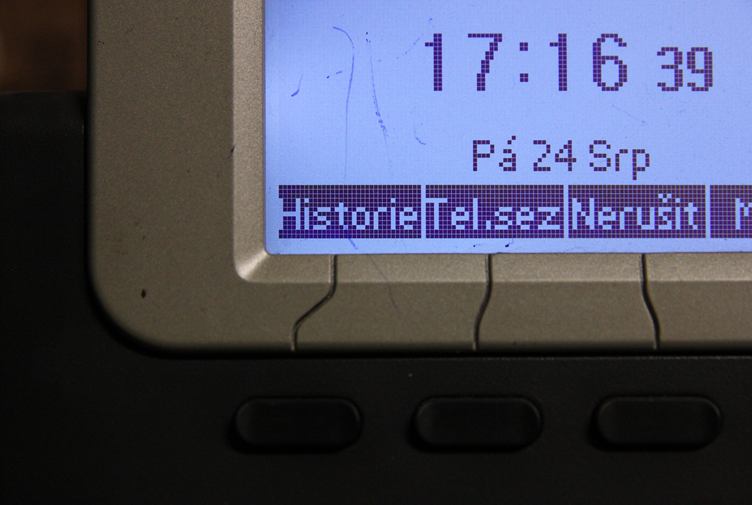 17:16 39
Pá 24 Srp
Historie Tel.sez Nerušit